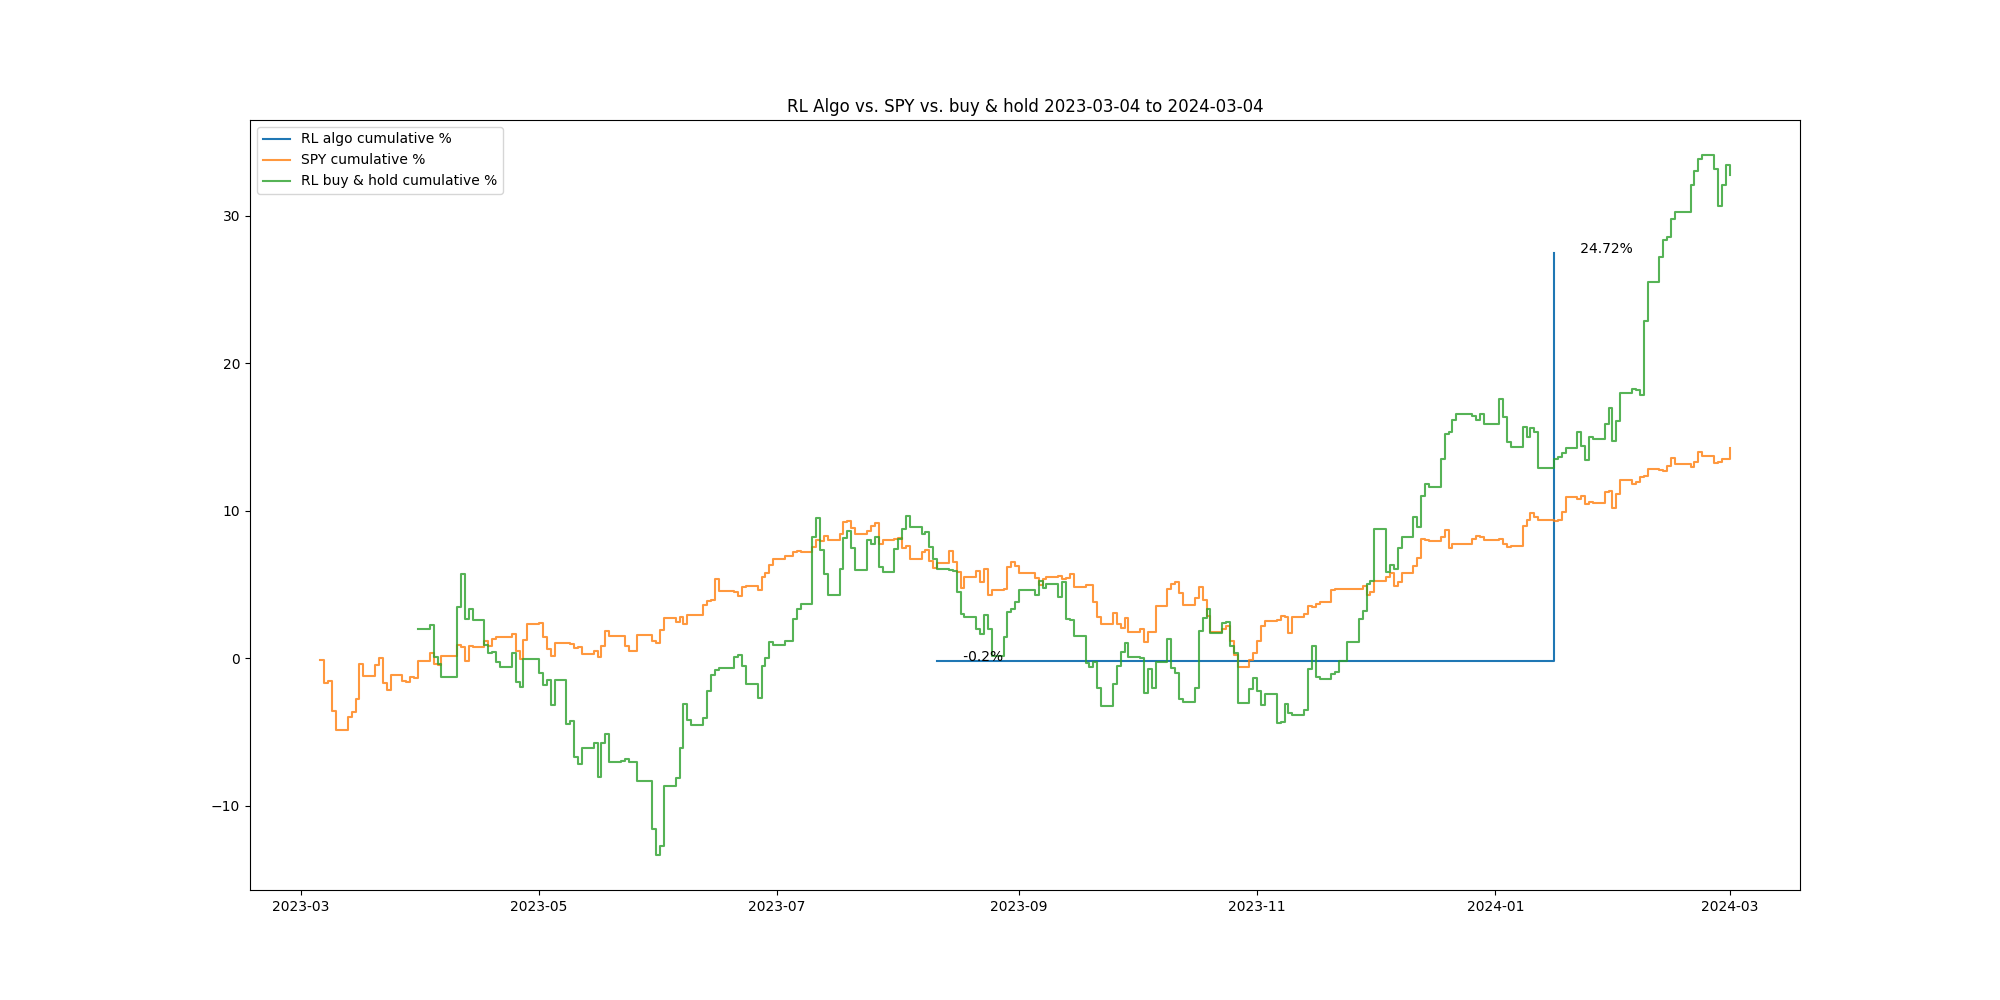 RL Algo vs. SPY vs. buy & hold 2023-03-04 to 2024-03-04
RL algo cumulative %
SPY cumulative %
RL buy & hold cumulative %
30
20
10
0
−10
24.72%
-0.2%
2023-03 2023-05 2023-07 2023-09 2023-11 2024-01 2024-03